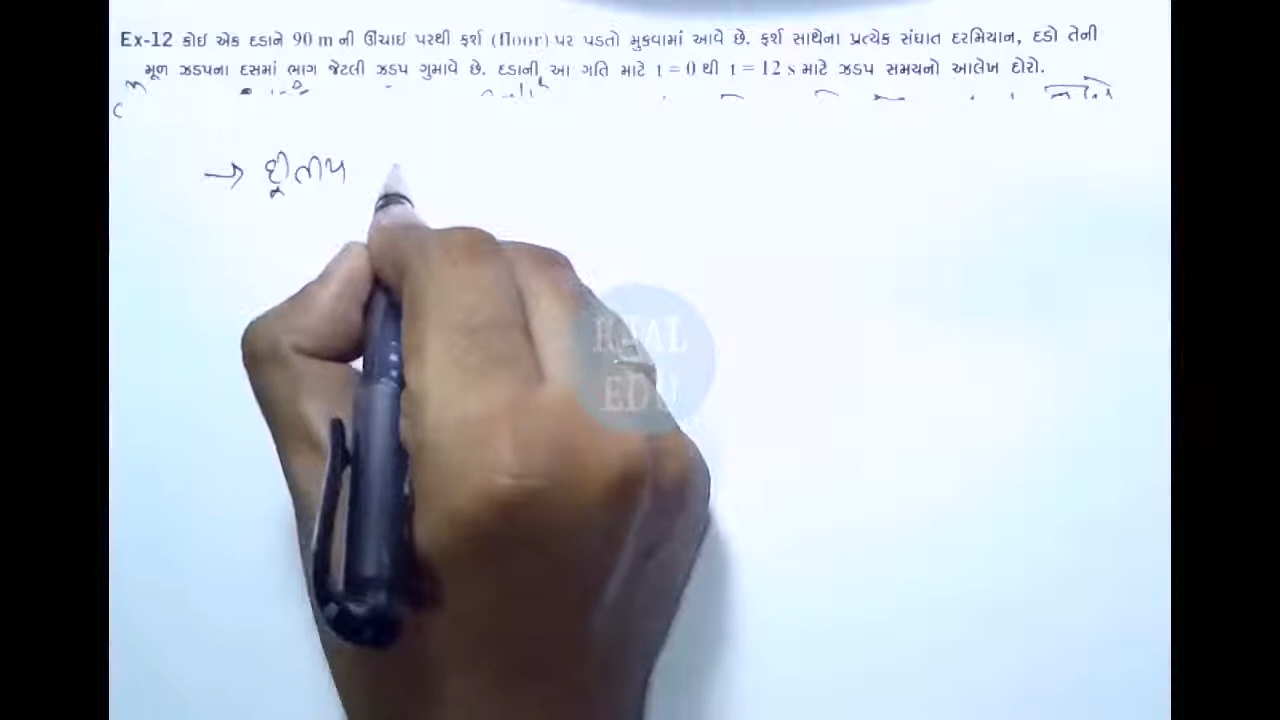 Ex-12 કોઇ એક દડાને 90 m ની ઊંચાઇ પરથી ફર્શ (floor) પર પડતો મુકવામાં આવે છે. ફર્શ સાથેના પ્રત્યેક સંઘાત દરમિયાન, દડો તેની
મૂળ ઝડપના દસમાં ભાગ જેટલી ઝડપ ગુમાવે છે. દડાની આ ગતિ માટે t = 0 થી t = 12 s માટે ઝડપ સમયનો આલેખ દોરો.
→ દ્વીતીય
EDU